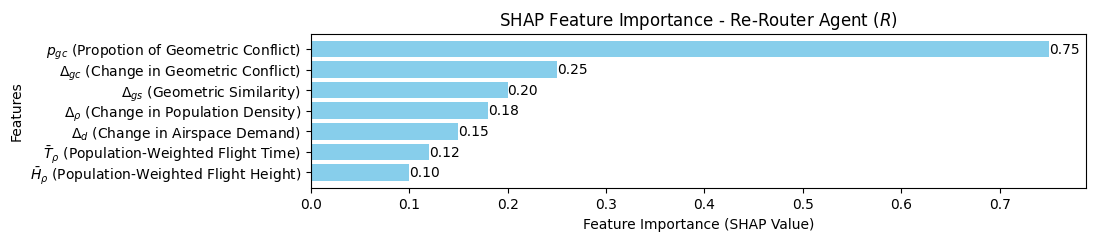 SHAP Feature Importance - Re-Router Agent (R)
Features
p_gc (Propotion of Geometric Conflict) 0.75
Δ_gc (Change in Geometric Conflict) 0.25
Δ_gs (Geometric Similarity) 0.20
Δ_ρ (Change in Population Density) 0.18
Δ_d (Change in Airspace Demand) 0.15
T̄_ρ (Population-Weighted Flight Time) 0.12
H̄_ρ (Population-Weighted Flight Height) 0.10
0.0 0.1 0.2 0.3 0.4 0.5 0.6 0.7
Feature Importance (SHAP Value)